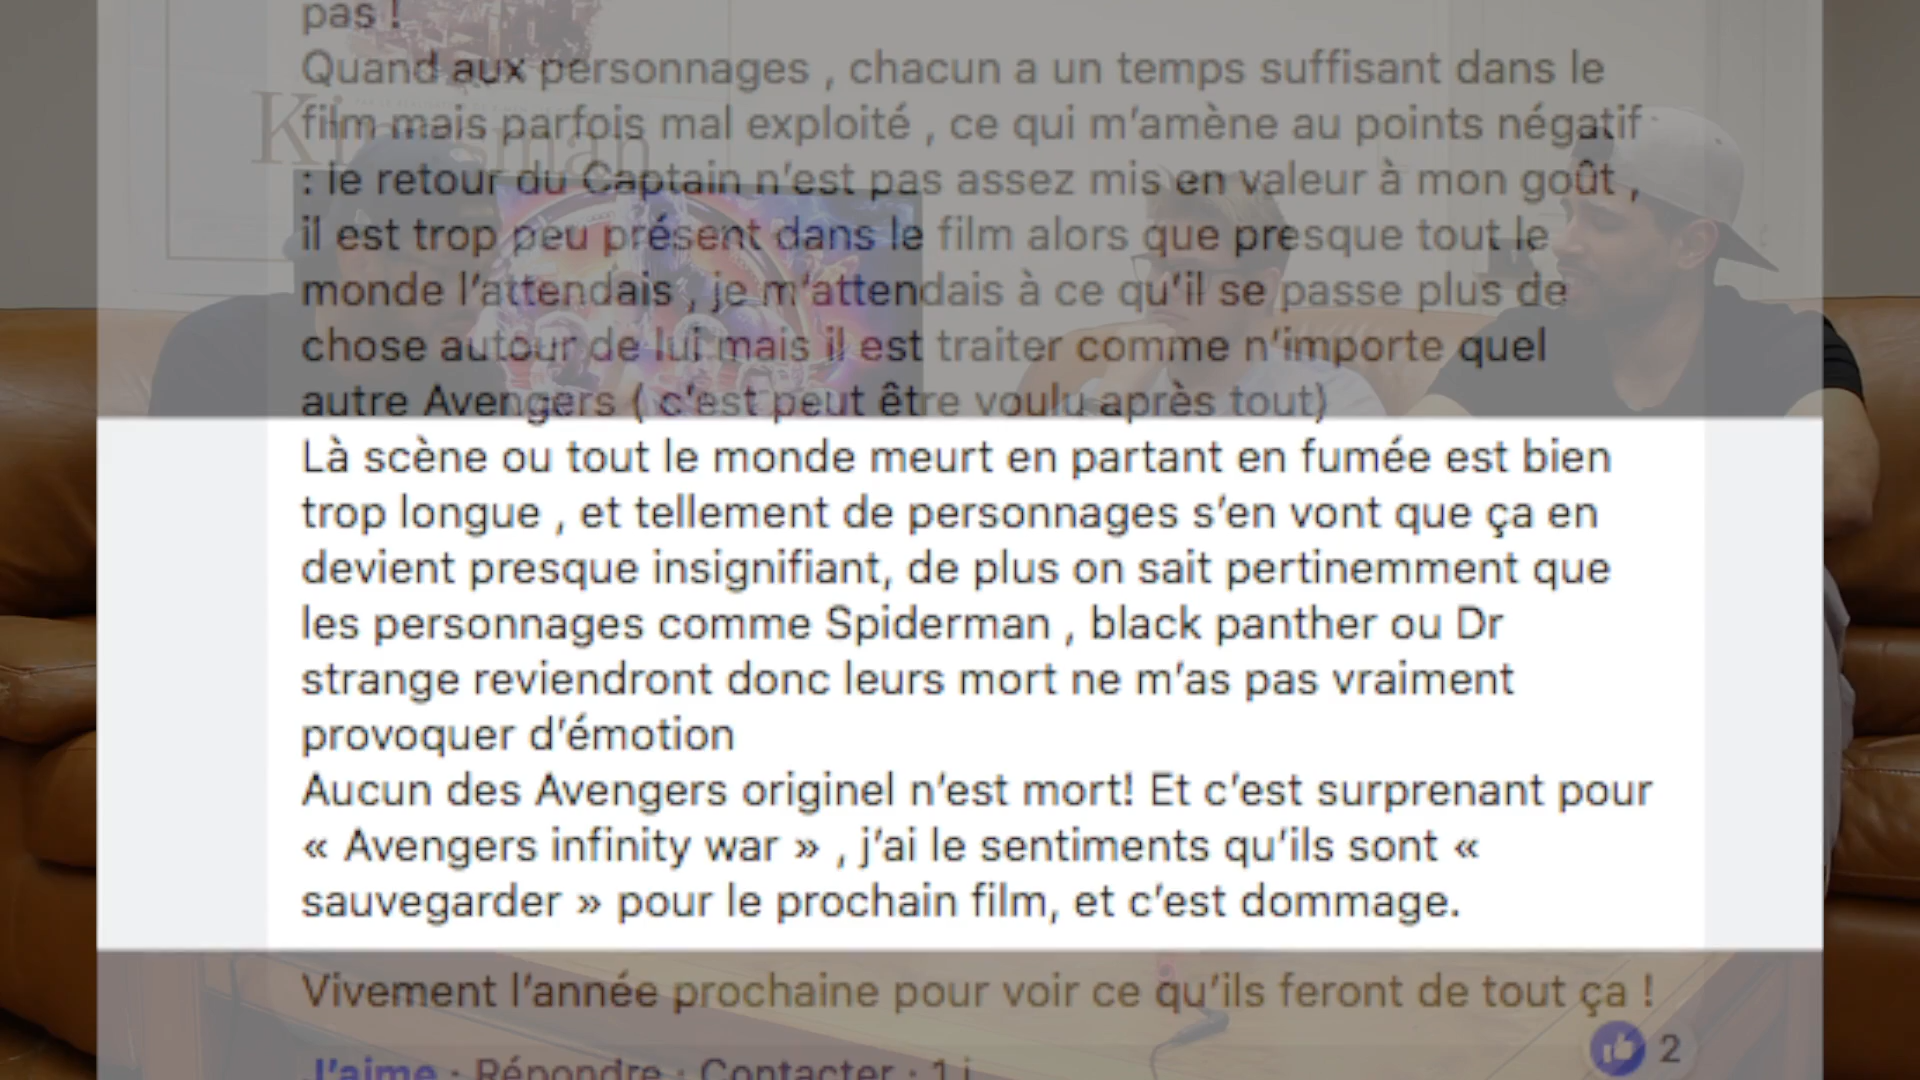 pas !
Quand aux personnages , chacun a un temps suffisant dans le
film mais parfois mal exploité , ce qui m’amène au points négatif
: le retour du Captain n’est pas assez mis en valeur à mon goût ,
il est trop peu présent dans le film alors que presque tout le
monde l’attendais , je m’attendais à ce qu’il se passe plus de
chose autour de lui mais il est traiter comme n’importe quel
autre Avengers ( c’est peut être voulu après tout)
Là scène ou tout le monde meurt en partant en fumée est bien
trop longue , et tellement de personnages s’en vont que ça en
devient presque insignifiant, de plus on sait pertinemment que
les personnages comme Spiderman , black panther ou Dr
strange reviendront donc leurs mort ne m’as pas vraiment
provoquer d’émotion
Aucun des Avengers originel n’est mort! Et c’est surprenant pour
« Avengers infinity war » , j’ai le sentiments qu’ils sont «
sauvegarder » pour le prochain film, et c’est dommage.
Vivement l’année prochaine pour voir ce qu’ils feront de tout ça !
2
J’aime · Répondre · Contacter · 1 j